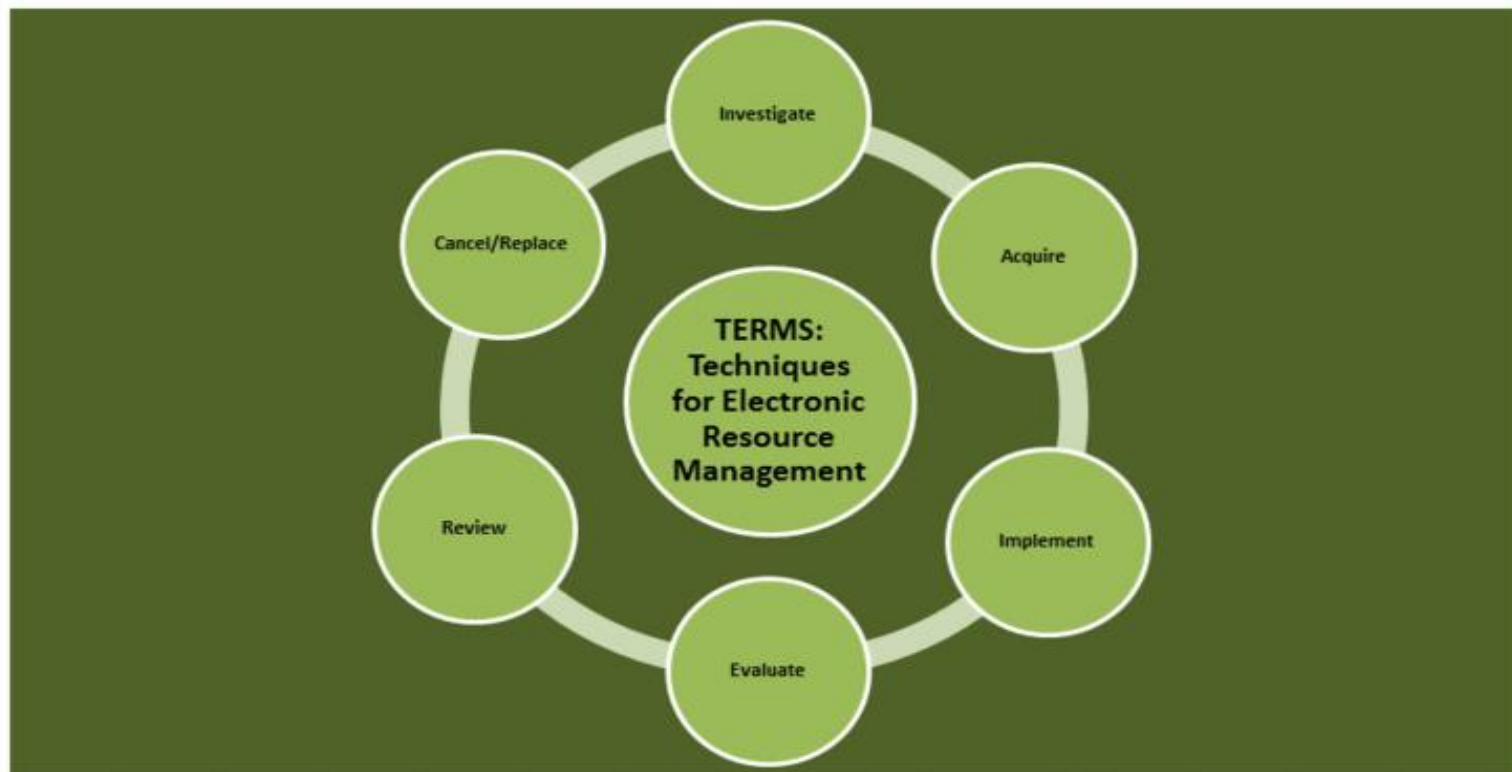 Investigate
Acquire
Implement
Evaluate
Review
Cancel/Replace
TERMS:
Techniques
for Electronic
Resource
Management